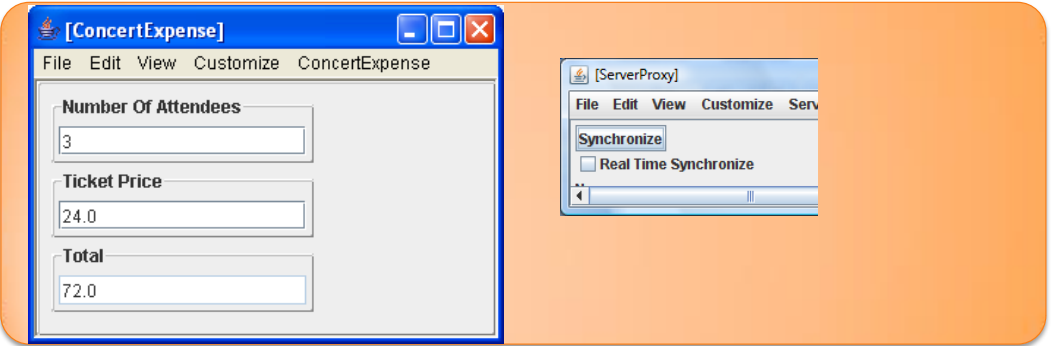 [ConcertExpense]
File Edit View Customize ConcertExpense
Number Of Attendees
3
Ticket Price
24.0
Total
72.0
[ServerProxy]
File Edit View Customize Serv
Synchronize
Real Time Synchronize